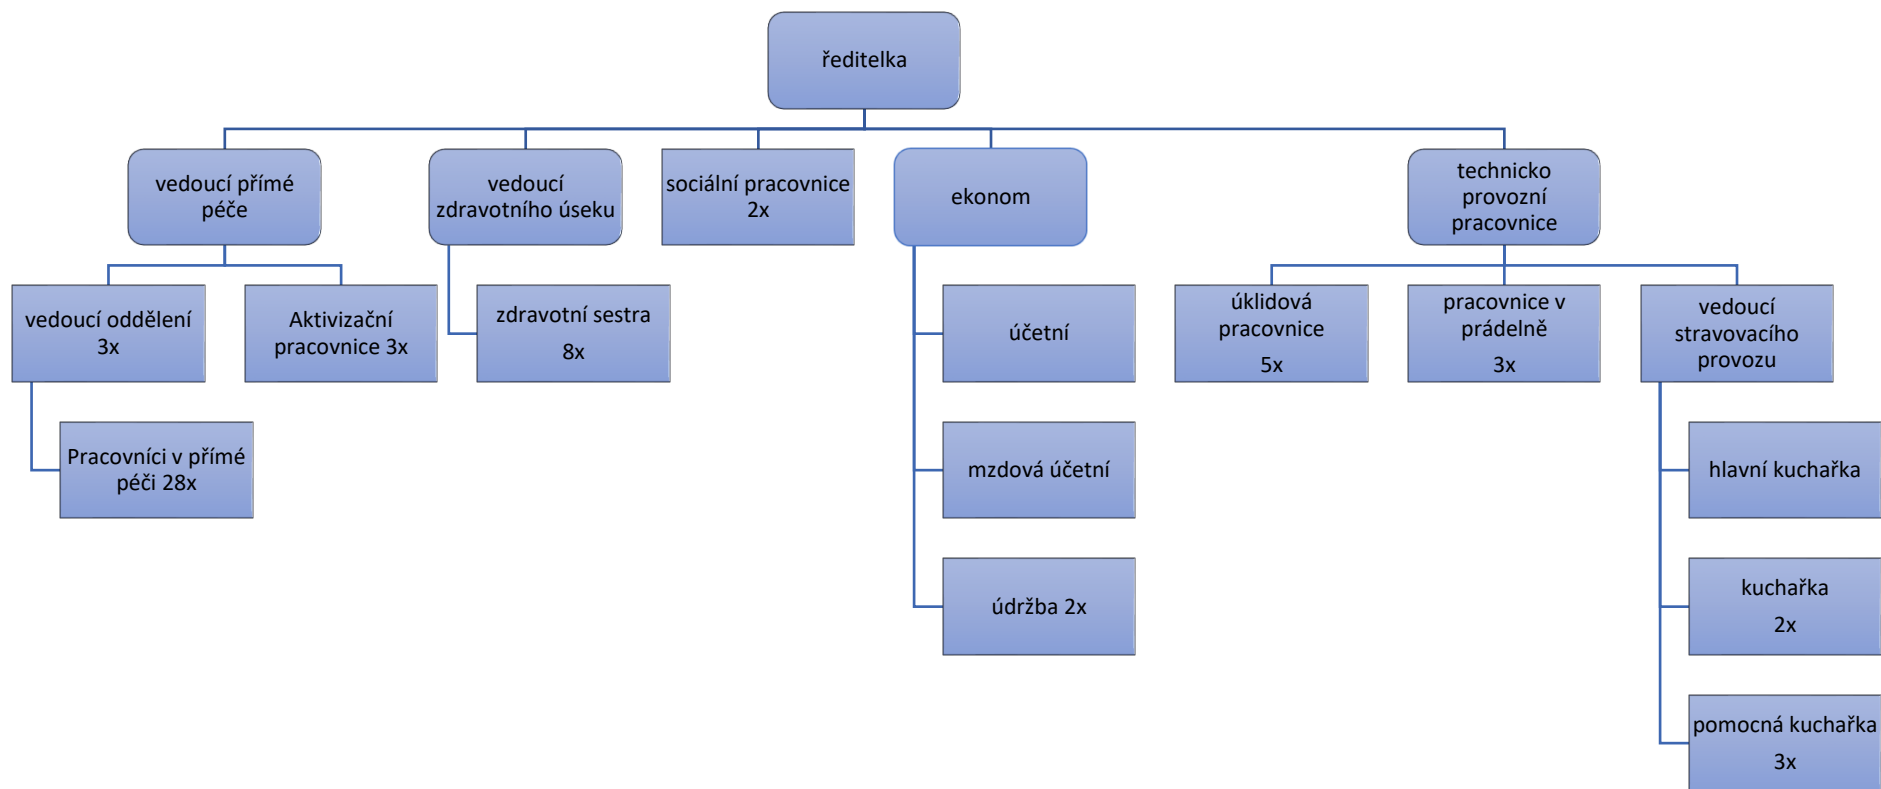 ředitelka
vedoucí přímé
péče
vedoucí
zdravotního úseku
sociální pracovnice
2x
ekonom
technicko
provozní
pracovnice
vedoucí oddělení
3x
Aktivizační
pracovnice 3x
zdravotní sestra
8x
účetní
úklidová
pracovnice
5x
pracovnice v
prádelně
3x
vedoucí
stravovacího
provozu
Pracovníci v přímé
péči 28x
mzdová účetní
hlavní kuchařka
údržba 2x
kuchařka
2x
pomocná kuchařka
3x